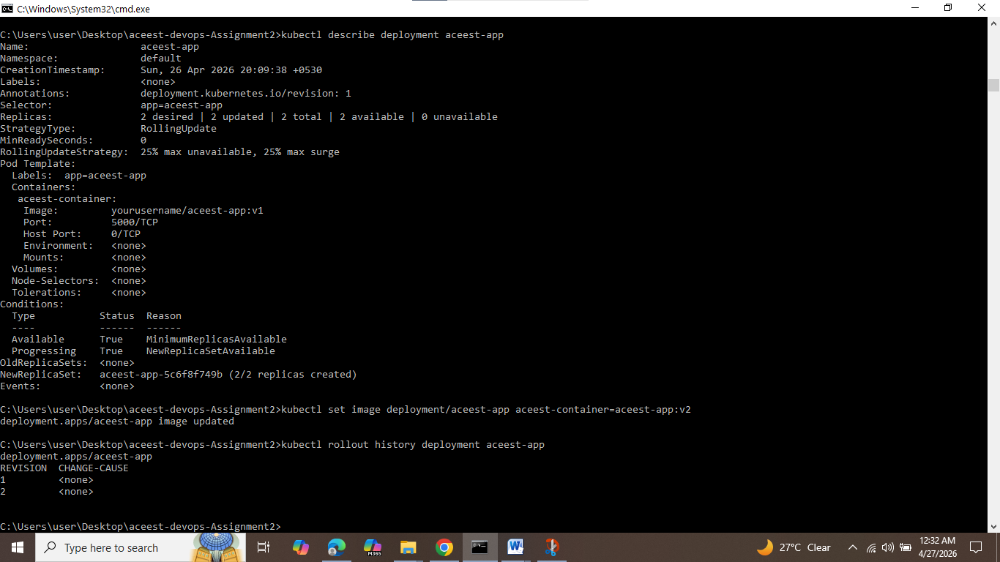 C:\Windows\System32\cmd.exe
C:\Users\user\Desktop\aceest-devops-Assignment2>kubectl describe deployment aceest-app
Name:                   aceest-app
Namespace:              default
CreationTimestamp:      Sun, 26 Apr 2026 20:09:38 +0530
Labels:                 <none>
Annotations:            deployment.kubernetes.io/revision: 1
Selector:               app=aceest-app
Replicas:               2 desired | 2 updated | 2 total | 2 available | 0 unavailable
StrategyType:           RollingUpdate
MinReadySeconds:        0
RollingUpdateStrategy:  25% max unavailable, 25% max surge
Pod Template:
  Labels:  app=aceest-app
  Containers:
   aceest-container:
    Image:         yourusername/aceest-app:v1
    Port:          5000/TCP
    Host Port:     0/TCP
    Environment:   <none>
    Mounts:        <none>
  Volumes:         <none>
  Node-Selectors:  <none>
  Tolerations:     <none>
Conditions:
  Type           Status  Reason
  ----           ------  ------
  Available      True    MinimumReplicasAvailable
  Progressing    True    NewReplicaSetAvailable
OldReplicaSets:  <none>
NewReplicaSet:   aceest-app-5c6f8f749b (2/2 replicas created)
Events:          <none>
C:\Users\user\Desktop\aceest-devops-Assignment2>kubectl set image deployment/aceest-app aceest-container=aceest-app:v2
deployment.apps/aceest-app image updated
C:\Users\user\Desktop\aceest-devops-Assignment2>kubectl rollout history deployment aceest-app
deployment.apps/aceest-app
REVISION  CHANGE-CAUSE
1         <none>
2         <none>
C:\Users\user\Desktop\aceest-devops-Assignment2>
Type here to search
M365
27°C Clear
12:32 AM
4/27/2026